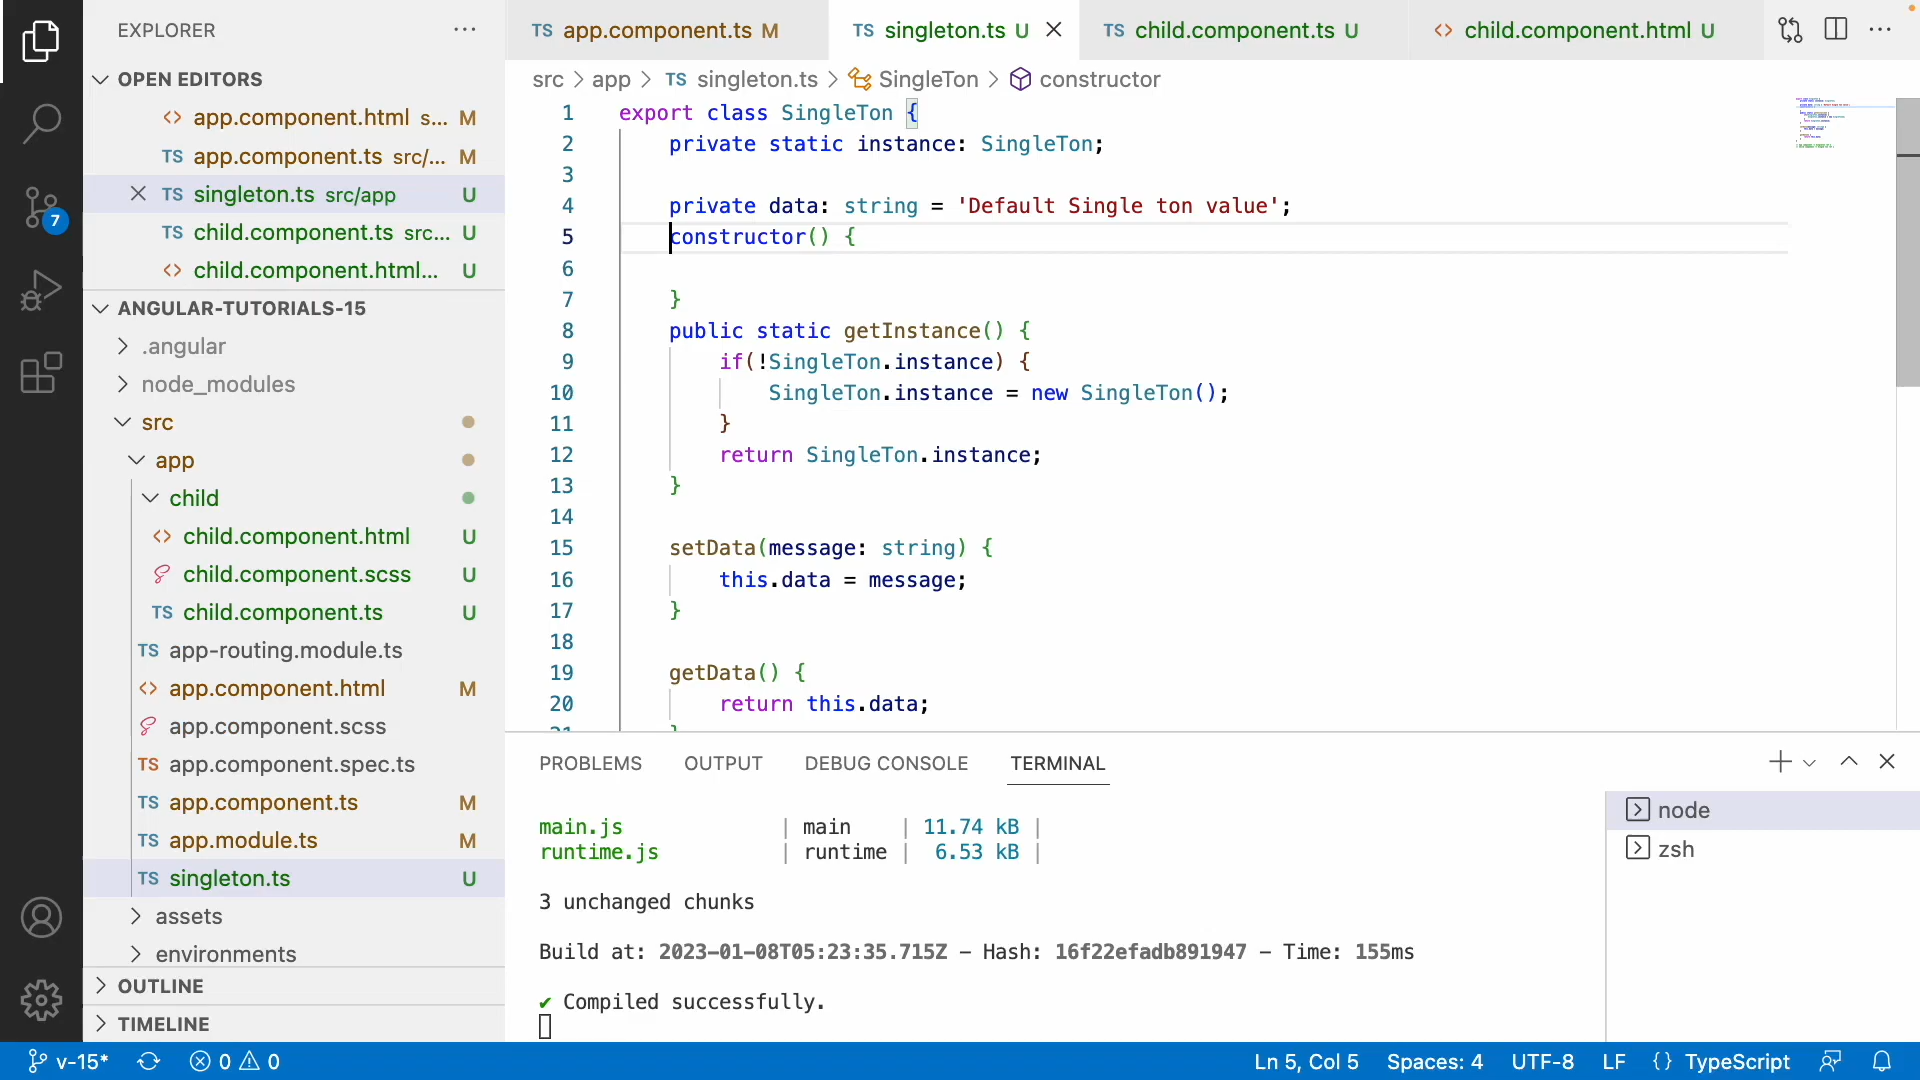 EXPLORER
OPEN EDITORS
<> app.component.html s... M
TS app.component.ts src/... M
TS singleton.ts src/app U
TS child.component.ts src... U
<> child.component.html... U
ANGULAR-TUTORIALS-15
.angular
node_modules
src
app
child
<> child.component.html U
child.component.scss U
TS child.component.ts U
TS app-routing.module.ts
<> app.component.html M
app.component.scss
TS app.component.spec.ts
TS app.component.ts M
TS app.module.ts M
TS singleton.ts U
assets
environments
OUTLINE
TIMELINE
7
TS app.component.ts M
TS singleton.ts U
TS child.component.ts U
<> child.component.html U
src > app > TS singleton.ts > SingleTon > constructor
1 export class SingleTon {
2 private static instance: SingleTon;
3
4 private data: string = 'Default Single ton value';
5 constructor() {
6
7 }
8 public static getInstance() {
9 if(!SingleTon.instance) {
10 SingleTon.instance = new SingleTon();
11 }
12 return SingleTon.instance;
13 }
14
15 setData(message: string) {
16 this.data = message;
17 }
18
19 getData() {
20 return this.data;
21 }
PROBLEMS OUTPUT DEBUG CONSOLE TERMINAL
main.js | main | 11.74 kB |
runtime.js | runtime | 6.53 kB |
3 unchanged chunks
Build at: 2023-01-08T05:23:35.715Z - Hash: 16f22efadb891947 - Time: 155ms
✔ Compiled successfully.
node
zsh
v-15* 0 0 Ln 5, Col 5 Spaces: 4 UTF-8 LF {} TypeScript